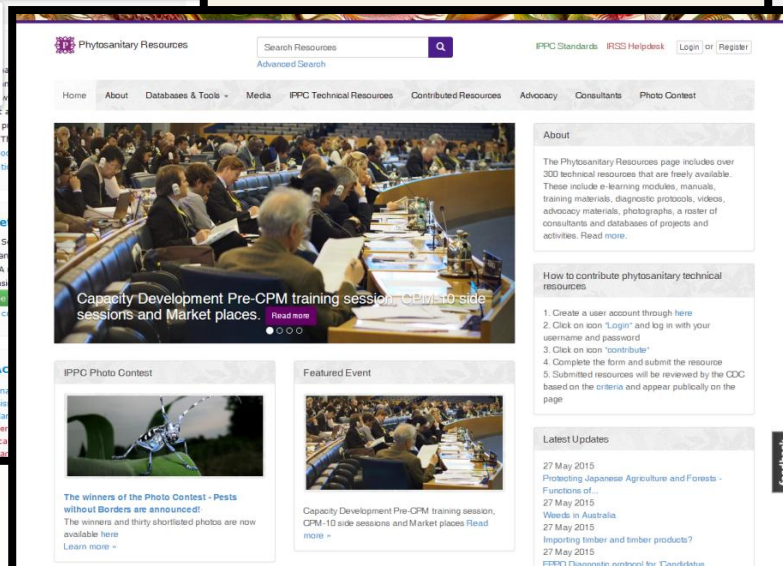 Phytosanitary Resources
Search Resources
Advanced Search
IPPC Standards IRSS Helpdesk Login or Register
Home About Databases & Tools Media IPPC Technical Resources Contributed Resources Advocacy Consultants Photo Contest
Capacity Development Pre-CPM training session, CPM-10 side
sessions and Market places. Read more
About
The Phytosanitary Resources page includes over
300 technical resources that are freely available.
These include e-learning modules, manuals,
training materials, diagnostic protocols, videos,
advocacy materials, photographs, a roster of
consultants and databases of projects and
activities. Read more.
How to contribute phytosanitary technical
resources
1. Create a user account through here
2. Click on icon "Login" and log in with your
username and password
3. Click on icon "contribute"
4. Complete the form and submit the resource
5. Submitted resources will be reviewed by the CDC
based on the criteria and appear publically on the
page
IPPC Photo Contest
The winners of the Photo Contest - Pests
without Borders are announced!
The winners and thirty shortlisted photos are now
available here
Learn more »
Featured Event
Capacity Development Pre-CPM training session,
CPM-10 side sessions and Market places Read
more »
Latest Updates
27 May 2015
Protecting Japanese Agriculture and Forests -
Functions of...
27 May 2015
Weeds in Australia
27 May 2015
Importing timber and timber products?
27 May 2015
EPPO Diagnostic protocol for 'Candidatus